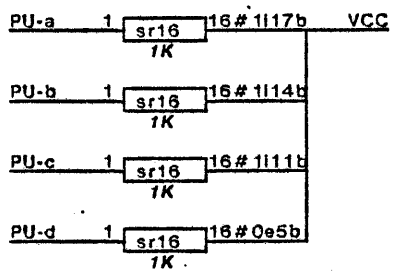 PU-a 1 sr16 16# 1i17b VCC
1K
PU-b 1 sr16 16# 1i14b
1K
PU-c 1 sr16 16# 1i11b
1K
PU-d 1 sr16 16# 0e5b
1K